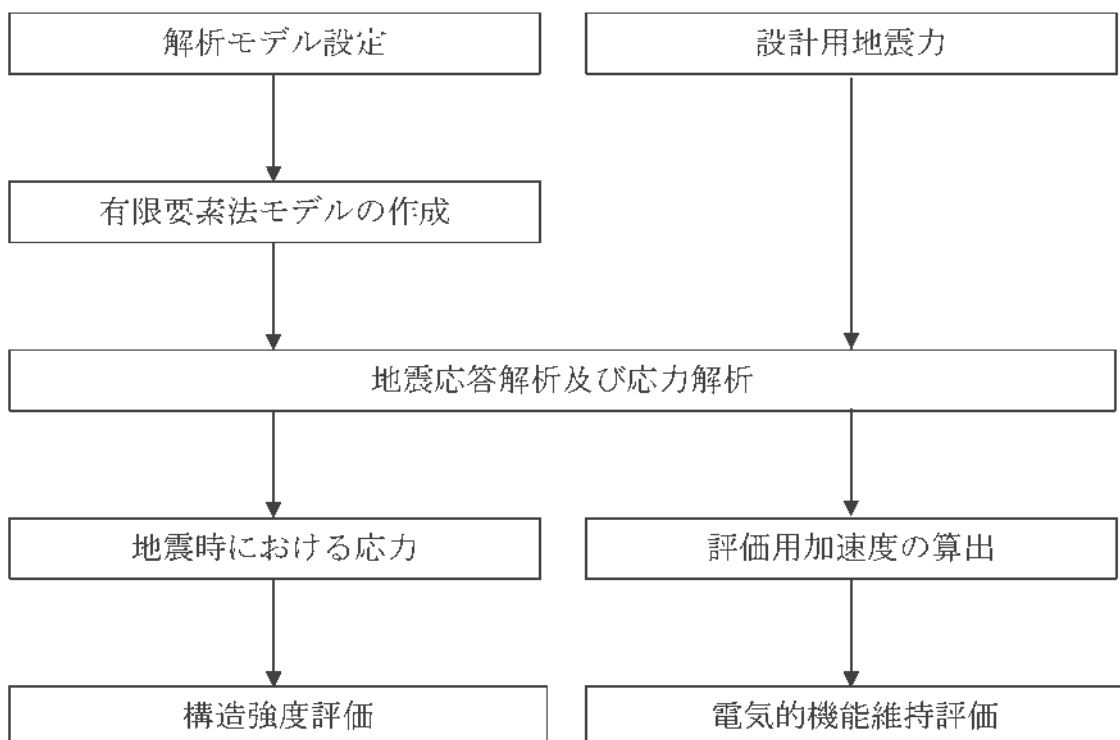 解析モデル設定
設計用地震力
有限要素法モデルの作成
地震応答解析及び応力解析
地震時における応力
評価用加速度の算出
構造強度評価
電気的機能維持評価